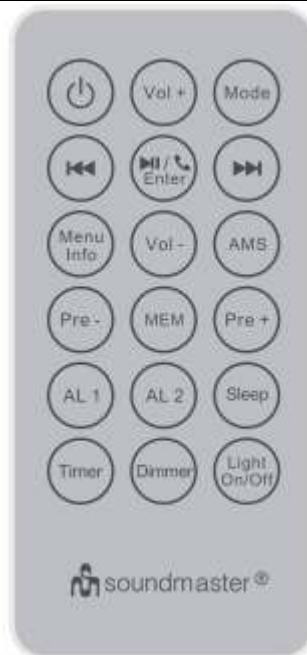 Vol + Mode
⏮ ⏯ / 📞 ⏭
Enter
Menu
Info
Vol - AMS
Pre - MEM Pre +
AL 1 AL 2 Sleep
Timer Dimmer Light
On/Off
soundmaster ®